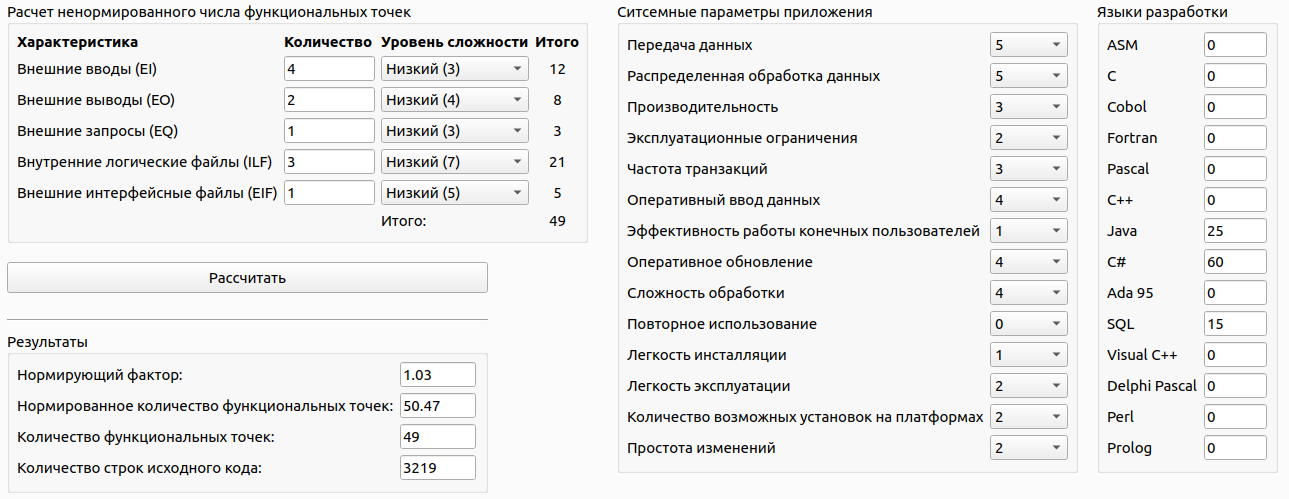 Расчет ненормированного числа функциональных точек
Характеристика Количество Уровень сложности Итого
Внешние вводы (EI) 4 Низкий (3) 12
Внешние выводы (EO) 2 Низкий (4) 8
Внешние запросы (EQ) 1 Низкий (3) 3
Внутренние логические файлы (ILF) 3 Низкий (7) 21
Внешние интерфейсные файлы (EIF) 1 Низкий (5) 5
Итого: 49
Рассчитать
Результаты
Нормирующий фактор: 1.03
Нормированное количество функциональных точек: 50.47
Количество функциональных точек: 49
Количество строк исходного кода: 3219
Ситсемные параметры приложения
Передача данных 5
Распределенная обработка данных 5
Производительность 3
Эксплуатационные ограничения 2
Частота транзакций 3
Оперативный ввод данных 4
Эффективность работы конечных пользователей 1
Оперативное обновление 4
Сложность обработки 4
Повторное использование 0
Легкость инсталляции 1
Легкость эксплуатации 2
Количество возможных установок на платформах 2
Простота изменений 2
Языки разработки
ASM 0
C 0
Cobol 0
Fortran 0
Pascal 0
C++ 0
Java 25
C# 60
Ada 95 0
SQL 15
Visual C++ 0
Delphi Pascal 0
Perl 0
Prolog 0